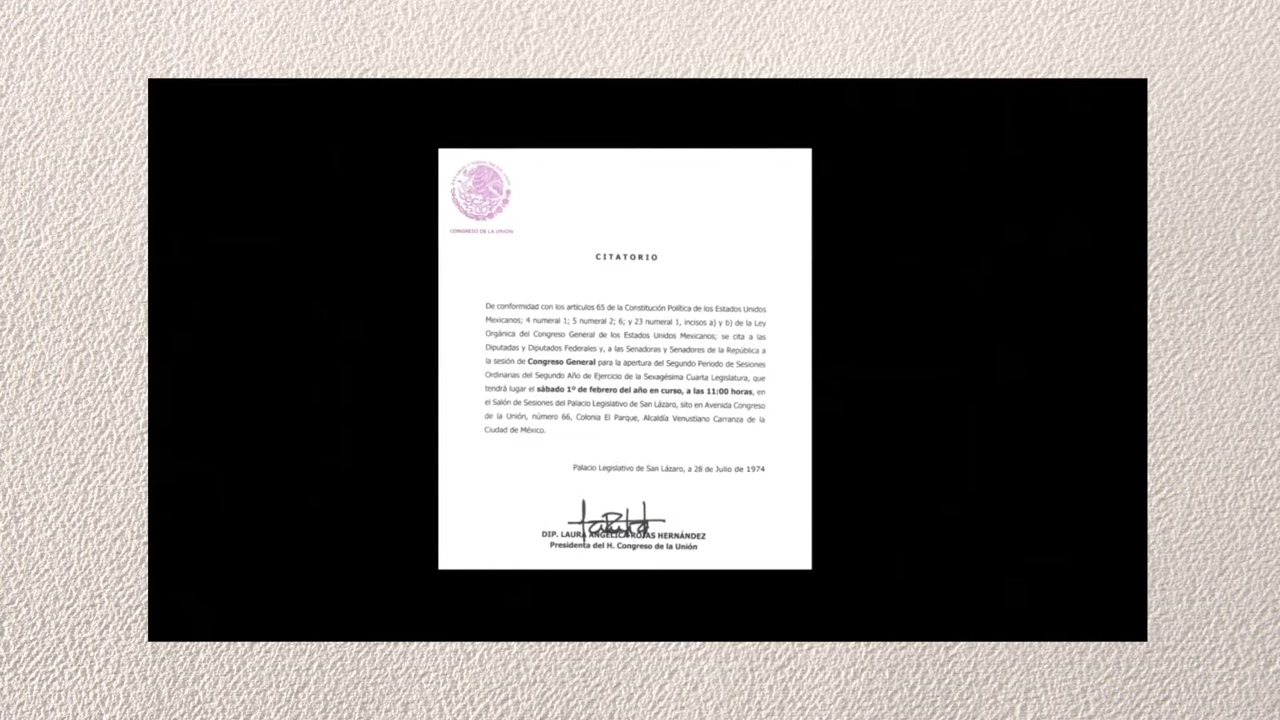 CONGRESO DE LA UNIÓN
CITATORIO
De conformidad con los artículos 65 de la Constitución Política de los Estados Unidos
Mexicanos; 4 numeral 1; 5 numeral 2; 6; y 23 numeral 1, incisos a) y b) de la Ley
Orgánica del Congreso General de los Estados Unidos Mexicanos; se cita a las
Diputadas y Diputados Federales y, a las Senadoras y Senadores de la República a
la sesión de Congreso General para la apertura del Segundo Periodo de Sesiones
Ordinarias del Segundo Año de Ejercicio de la Sexagésima Cuarta Legislatura, que
tendrá lugar el sábado 1º de febrero del año en curso, a las 11:00 horas, en
el Salón de Sesiones del Palacio Legislativo de San Lázaro, sito en Avenida Congreso
de la Unión, número 66, Colonia El Parque, Alcaldía Venustiano Carranza de la
Ciudad de México.
Palacio Legislativo de San Lázaro, a 28 de Julio de 1974
DIP. LAURA ANGÉLICA ROJAS HERNÁNDEZ
Presidenta del H. Congreso de la Unión